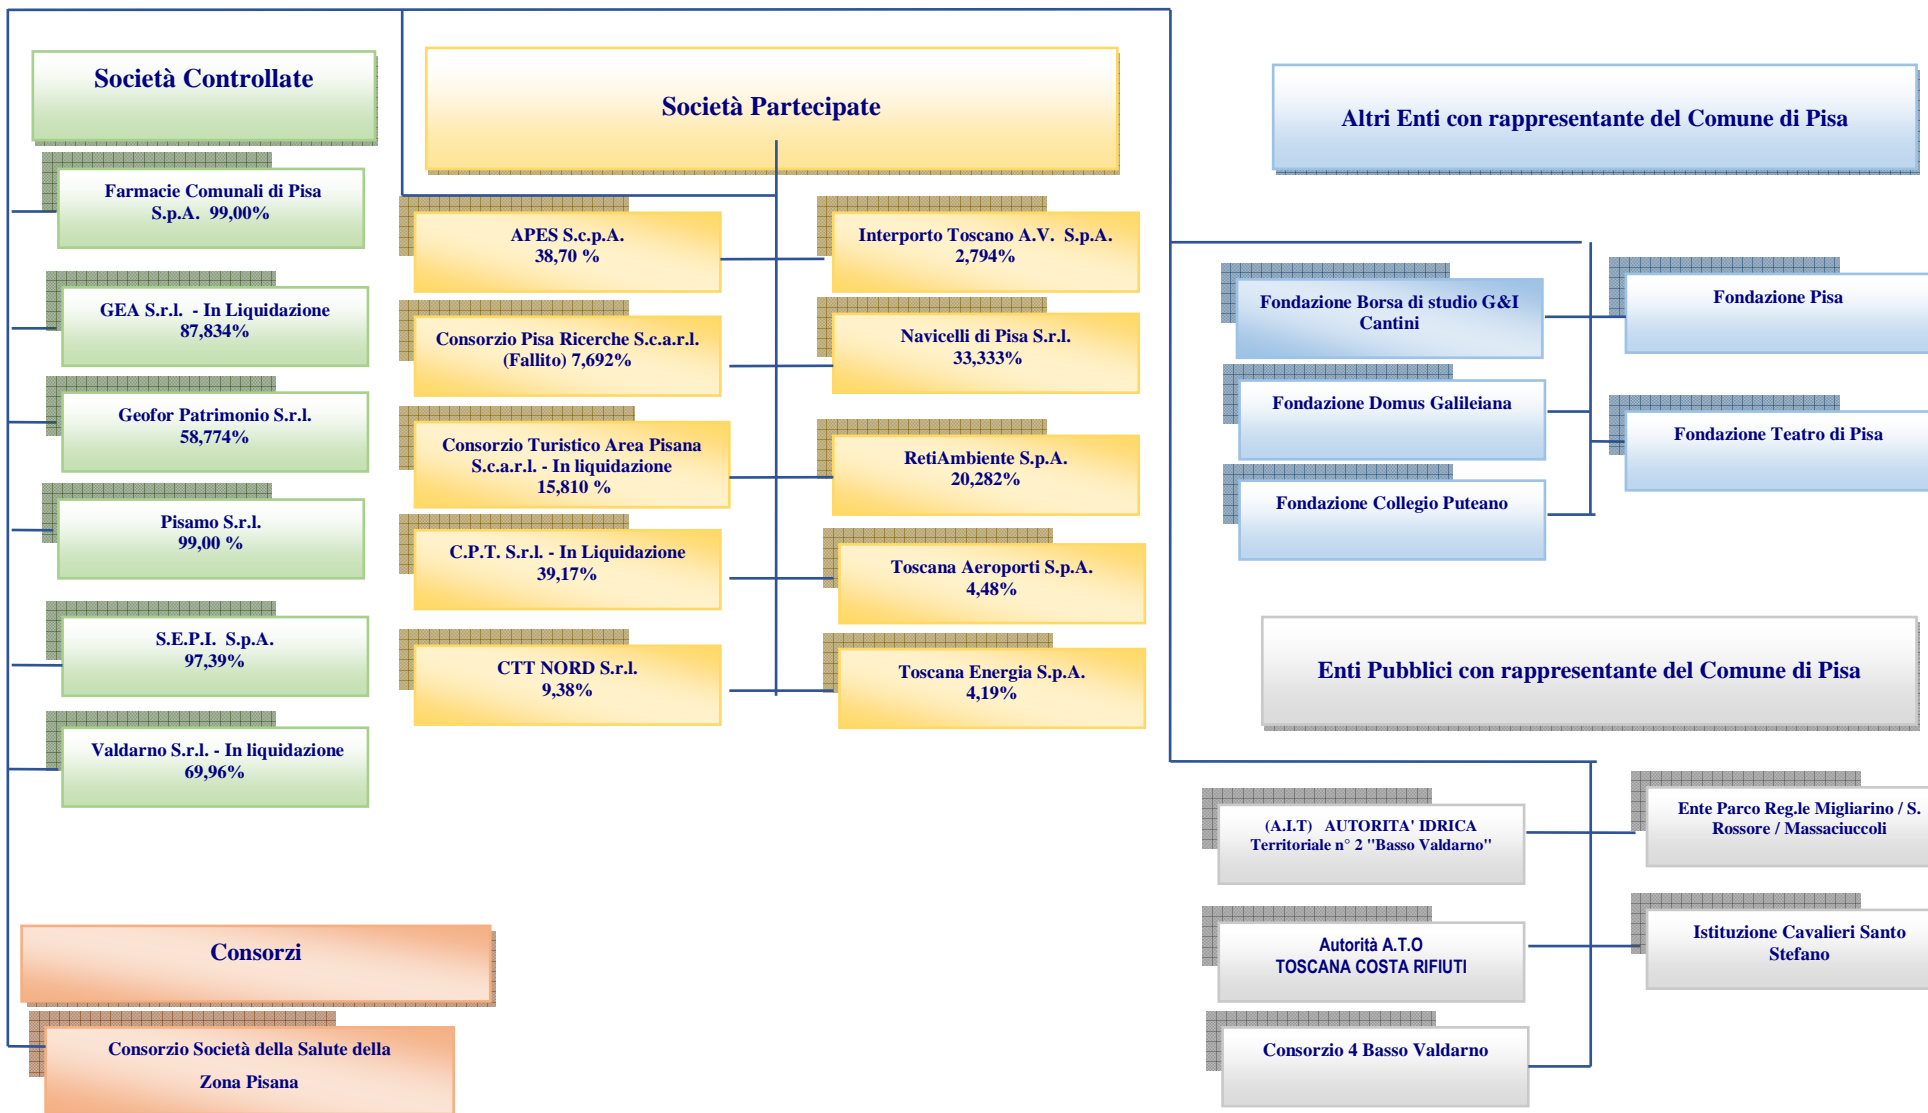 Società Controllate
Farmacie Comunali di Pisa
S.p.A. 99,00%
GEA S.r.l. - In Liquidazione
87,834%
Geofor Patrimonio S.r.l.
58,774%
Pisamo S.r.l.
99,00 %
S.E.P.I. S.p.A.
97,39%
Valdarno S.r.l. - In liquidazione
69,96%
Consorzi
Consorzio Società della Salute della
Zona Pisana
Società Partecipate
APES S.c.p.A.
38,70 %
Consorzio Pisa Ricerche S.c.a.r.l.
(Fallito) 7,692%
Consorzio Turistico Area Pisana
S.c.a.r.l. - In liquidazione
15,810 %
C.P.T. S.r.l. - In Liquidazione
39,17%
CTT NORD S.r.l.
9,38%
Interporto Toscano A.V. S.p.A.
2,794%
Navicelli di Pisa S.r.l.
33,333%
RetiAmbiente S.p.A.
20,282%
Toscana Aeroporti S.p.A.
4,48%
Toscana Energia S.p.A.
4,19%
Altri Enti con rappresentante del Comune di Pisa
Fondazione Borsa di studio G&I
Cantini
Fondazione Domus Galileiana
Fondazione Collegio Puteano
Fondazione Pisa
Fondazione Teatro di Pisa
Enti Pubblici con rappresentante del Comune di Pisa
(A.I.T) AUTORITA' IDRICA
Territoriale n° 2 "Basso Valdarno"
Autorità A.T.O
TOSCANA COSTA RIFIUTI
Consorzio 4 Basso Valdarno
Ente Parco Reg.le Migliarino / S.
Rossore / Massaciuccoli
Istituzione Cavalieri Santo
Stefano